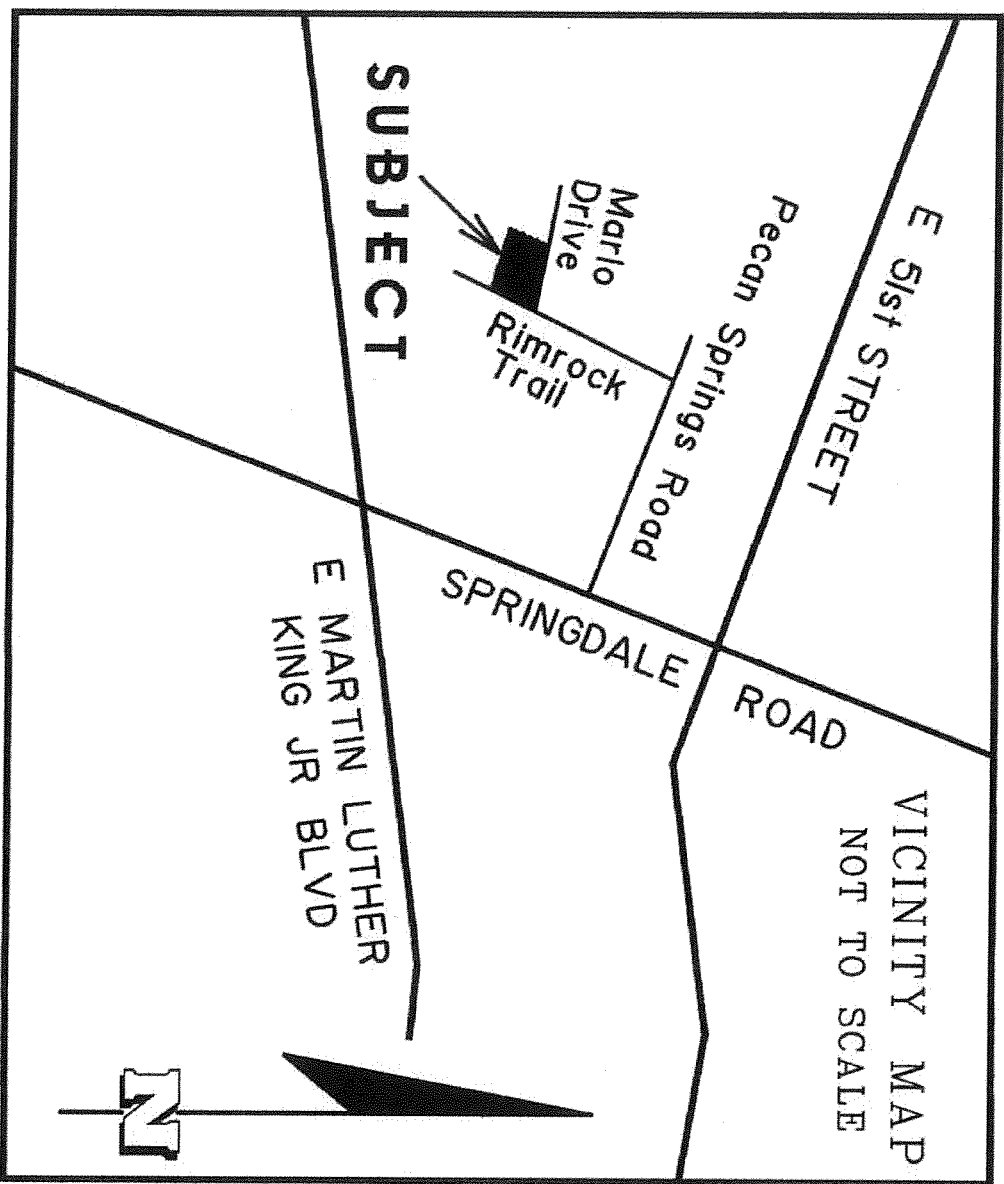 VICINITY MAP
NOT TO SCALE
E 51st STREET
Pecan Springs Road
SPRINGDALE ROAD
Marlo
Drive
Rimrock
Trail
SUBJECT
E MARTIN LUTHER
KING JR BLVD
N